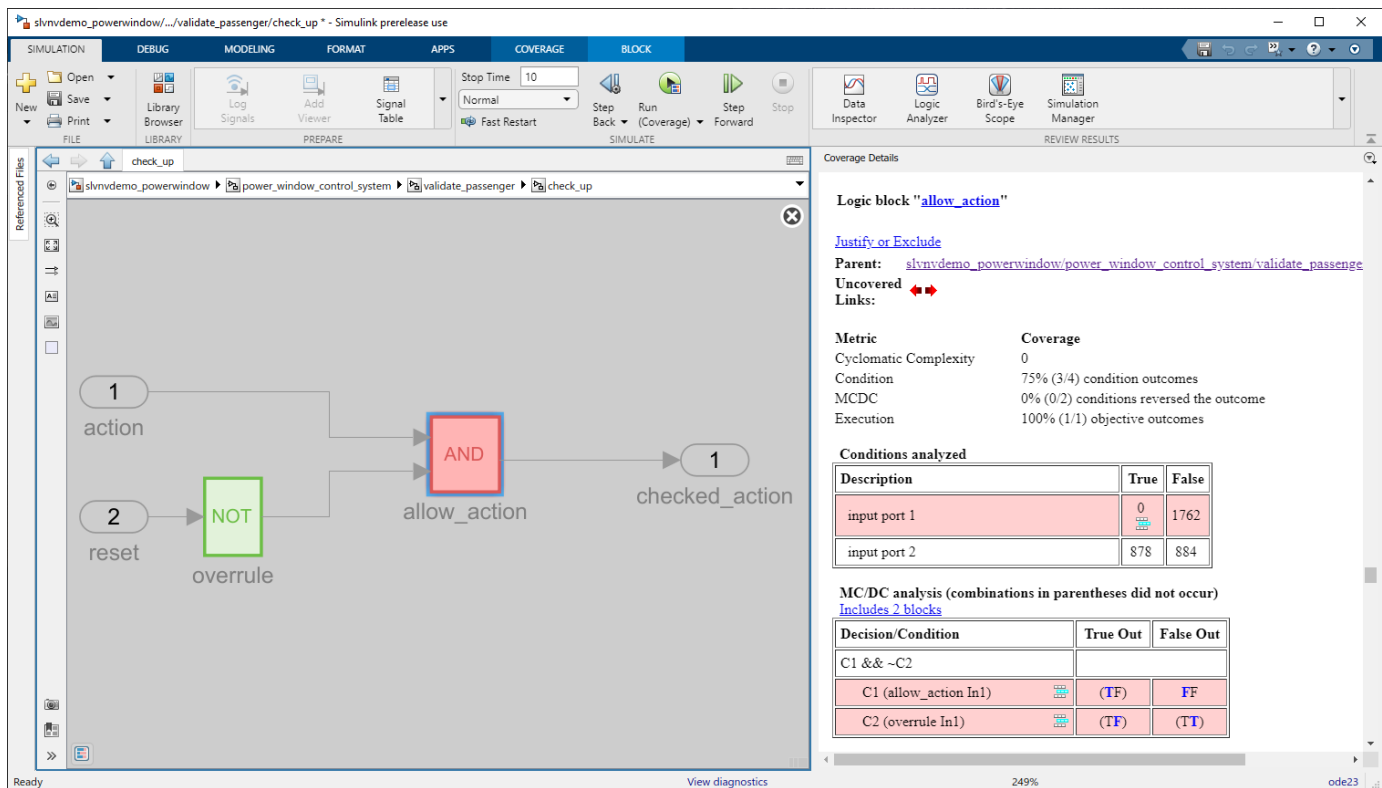 slvnvdemo_powerwindow/.../validate_passenger/check_up * - Simulink prerelease use
SIMULATION DEBUG MODELING FORMAT APPS COVERAGE BLOCK
New
Open
Save
Print
FILE
Library Browser
LIBRARY
Log Signals
Add Viewer
Signal Table
PREPARE
Stop Time 10
Normal
Fast Restart
Step Back
Run (Coverage)
Step Forward
Stop
SIMULATE
Data Inspector
Logic Analyzer
Bird's-Eye Scope
Simulation Manager
REVIEW RESULTS
Referenced Files
check_up
slvnvdemo_powerwindow power_window_control_system validate_passenger check_up
1
action
2
reset
NOT
overrule
AND
allow_action
1
checked_action
Coverage Details
Logic block "allow_action"
Justify or Exclude
Parent: slvnvdemo_powerwindow/power_window_control_system/validate_passenge
Uncovered
Links:
Metric Coverage
Cyclomatic Complexity 0
Condition 75% (3/4) condition outcomes
MCDC 0% (0/2) conditions reversed the outcome
Execution 100% (1/1) objective outcomes
Conditions analyzed
Description True False
input port 1 0 1762
input port 2 878 884
MC/DC analysis (combinations in parentheses did not occur)
Includes 2 blocks
Decision/Condition True Out False Out
C1 && ~C2
C1 (allow_action In1) (TF) FF
C2 (overrule In1) (TF) (TT)
Ready View diagnostics 249% ode23